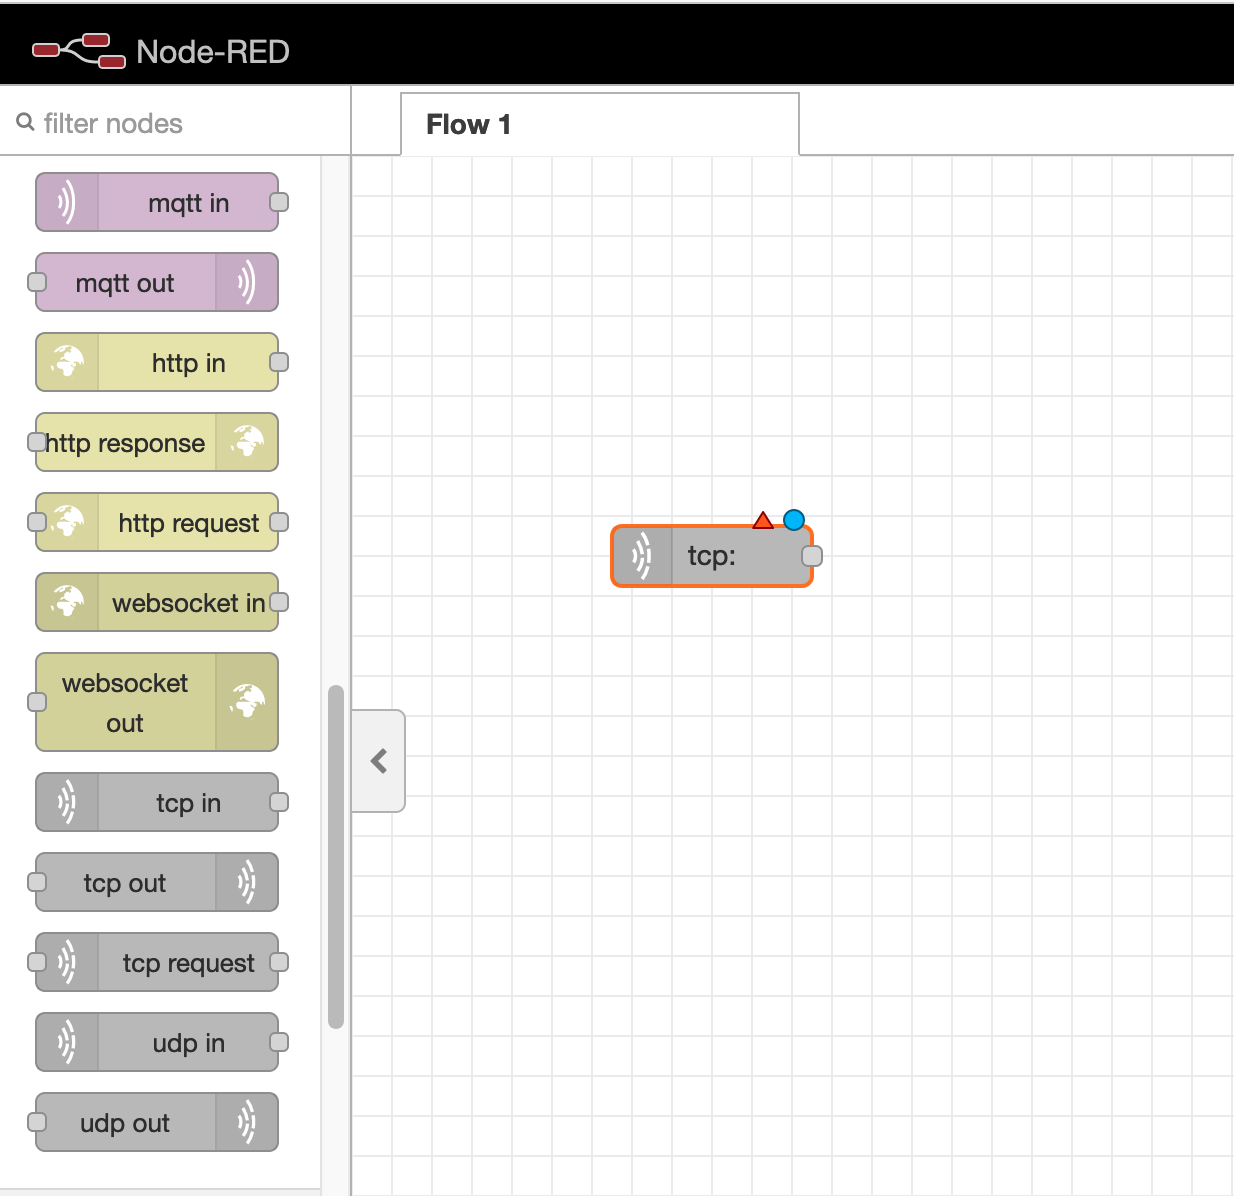 Node-RED
filter nodes
Flow 1
mqtt in
mqtt out
http in
http response
http request
websocket in
websocket
out
tcp in
tcp out
tcp request
udp in
udp out
tcp: